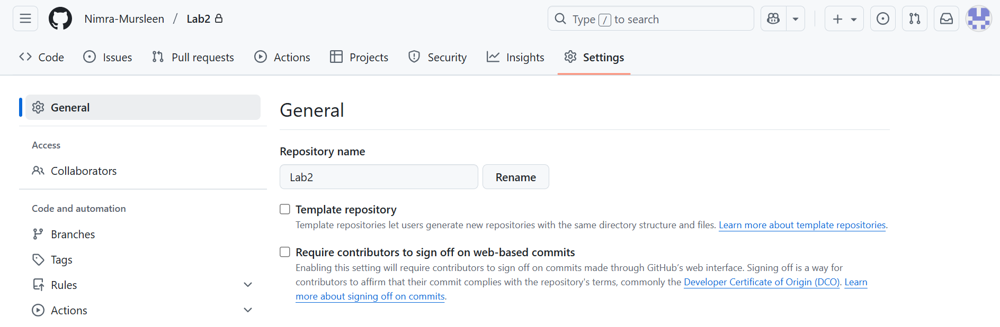 Nimra-Mursleen / Lab2
Type / to search
Code Issues Pull requests Actions Projects Security Insights Settings
General
Access
Collaborators
Code and automation
Branches
Tags
Rules
Actions
General
Repository name
Lab2 Rename
Template repository
Template repositories let users generate new repositories with the same directory structure and files. Learn more about template repositories.
Require contributors to sign off on web-based commits
Enabling this setting will require contributors to sign off on commits made through GitHub’s web interface. Signing off is a way for
contributors to affirm that their commit complies with the repository's terms, commonly the Developer Certificate of Origin (DCO). Learn
more about signing off on commits.